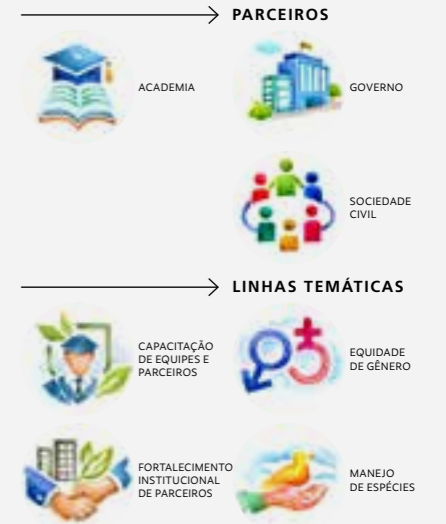 PARCEIROS
ACADEMIA
GOVERNO
SOCIEDADE
CIVIL
LINHAS TEMÁTICAS
CAPACITAÇÃO
DE EQUIPES E
PARCEIROS
EQUIDADE
DE GÊNERO
FORTALECIMENTO
INSTITUCIONAL
DE PARCEIROS
MANEJO
DE ESPÉCIES